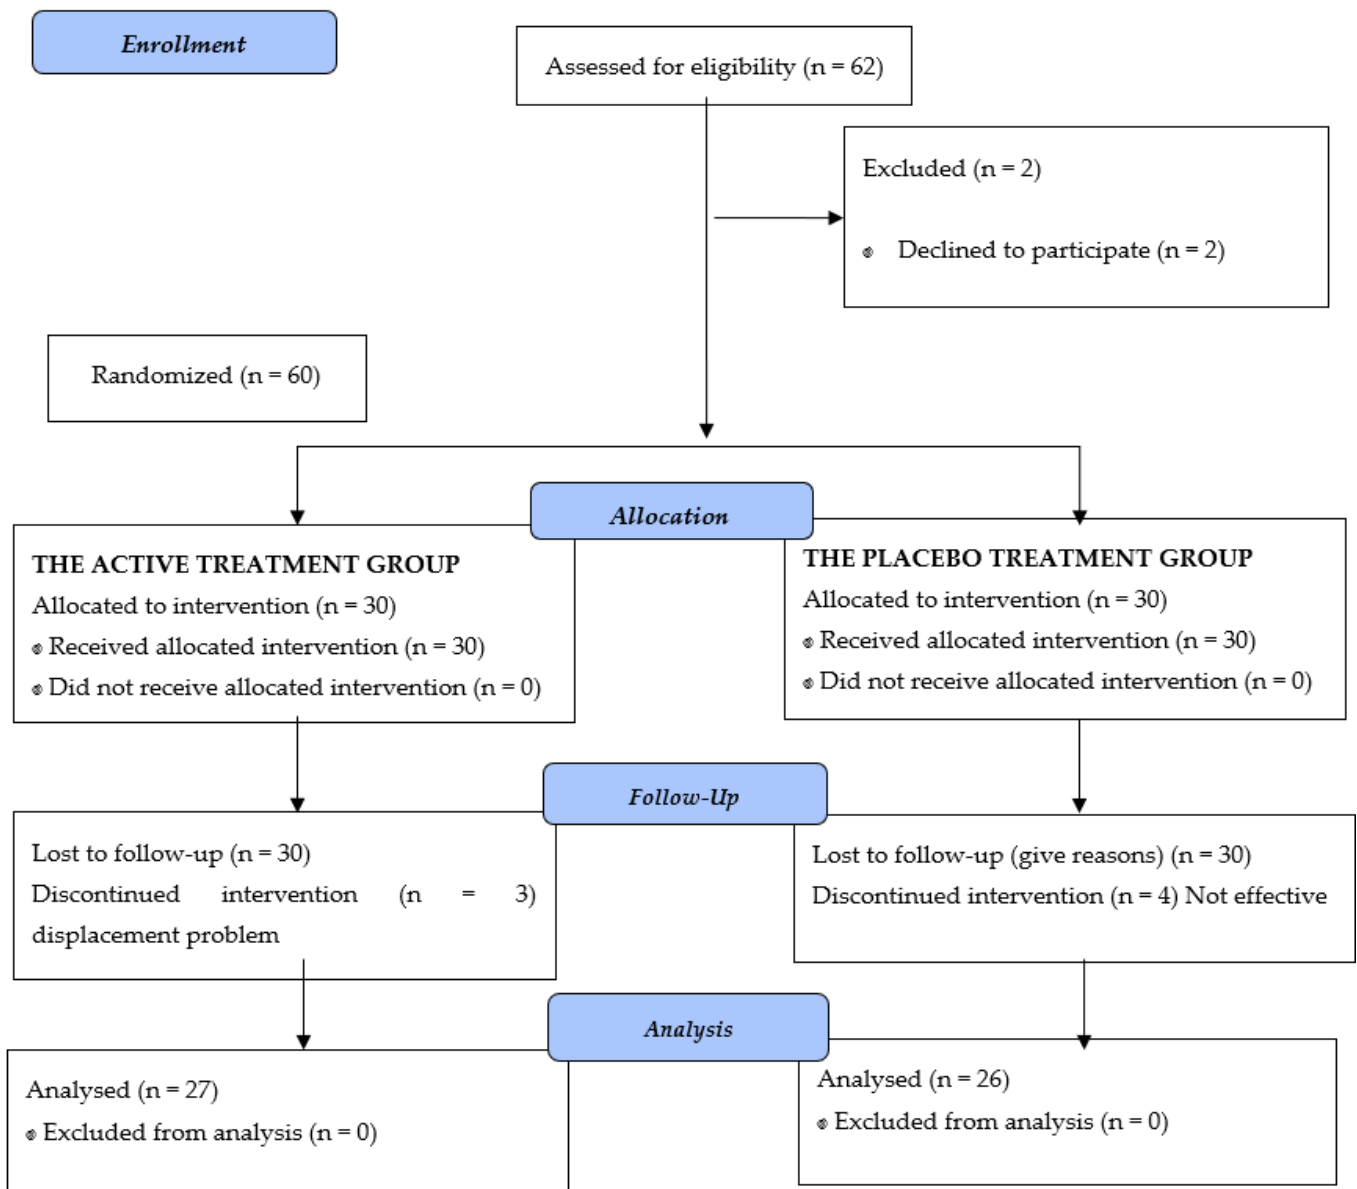 Enrollment
Assessed for eligibility (n = 62)
Excluded (n = 2)
Declined to participate (n = 2)
Randomized (n = 60)
Allocation
THE ACTIVE TREATMENT GROUP
Allocated to intervention (n = 30)
Received allocated intervention (n = 30)
Did not receive allocated intervention (n = 0)
THE PLACEBO TREATMENT GROUP
Allocated to intervention (n = 30)
Received allocated intervention (n = 30)
Did not receive allocated intervention (n = 0)
Follow-Up
Lost to follow-up (n = 30)
Discontinued intervention (n = 3)
displacement problem
Lost to follow-up (give reasons) (n = 30)
Discontinued intervention (n = 4) Not effective
Analysis
Analysed (n = 27)
Excluded from analysis (n = 0)
Analysed (n = 26)
Excluded from analysis (n = 0)